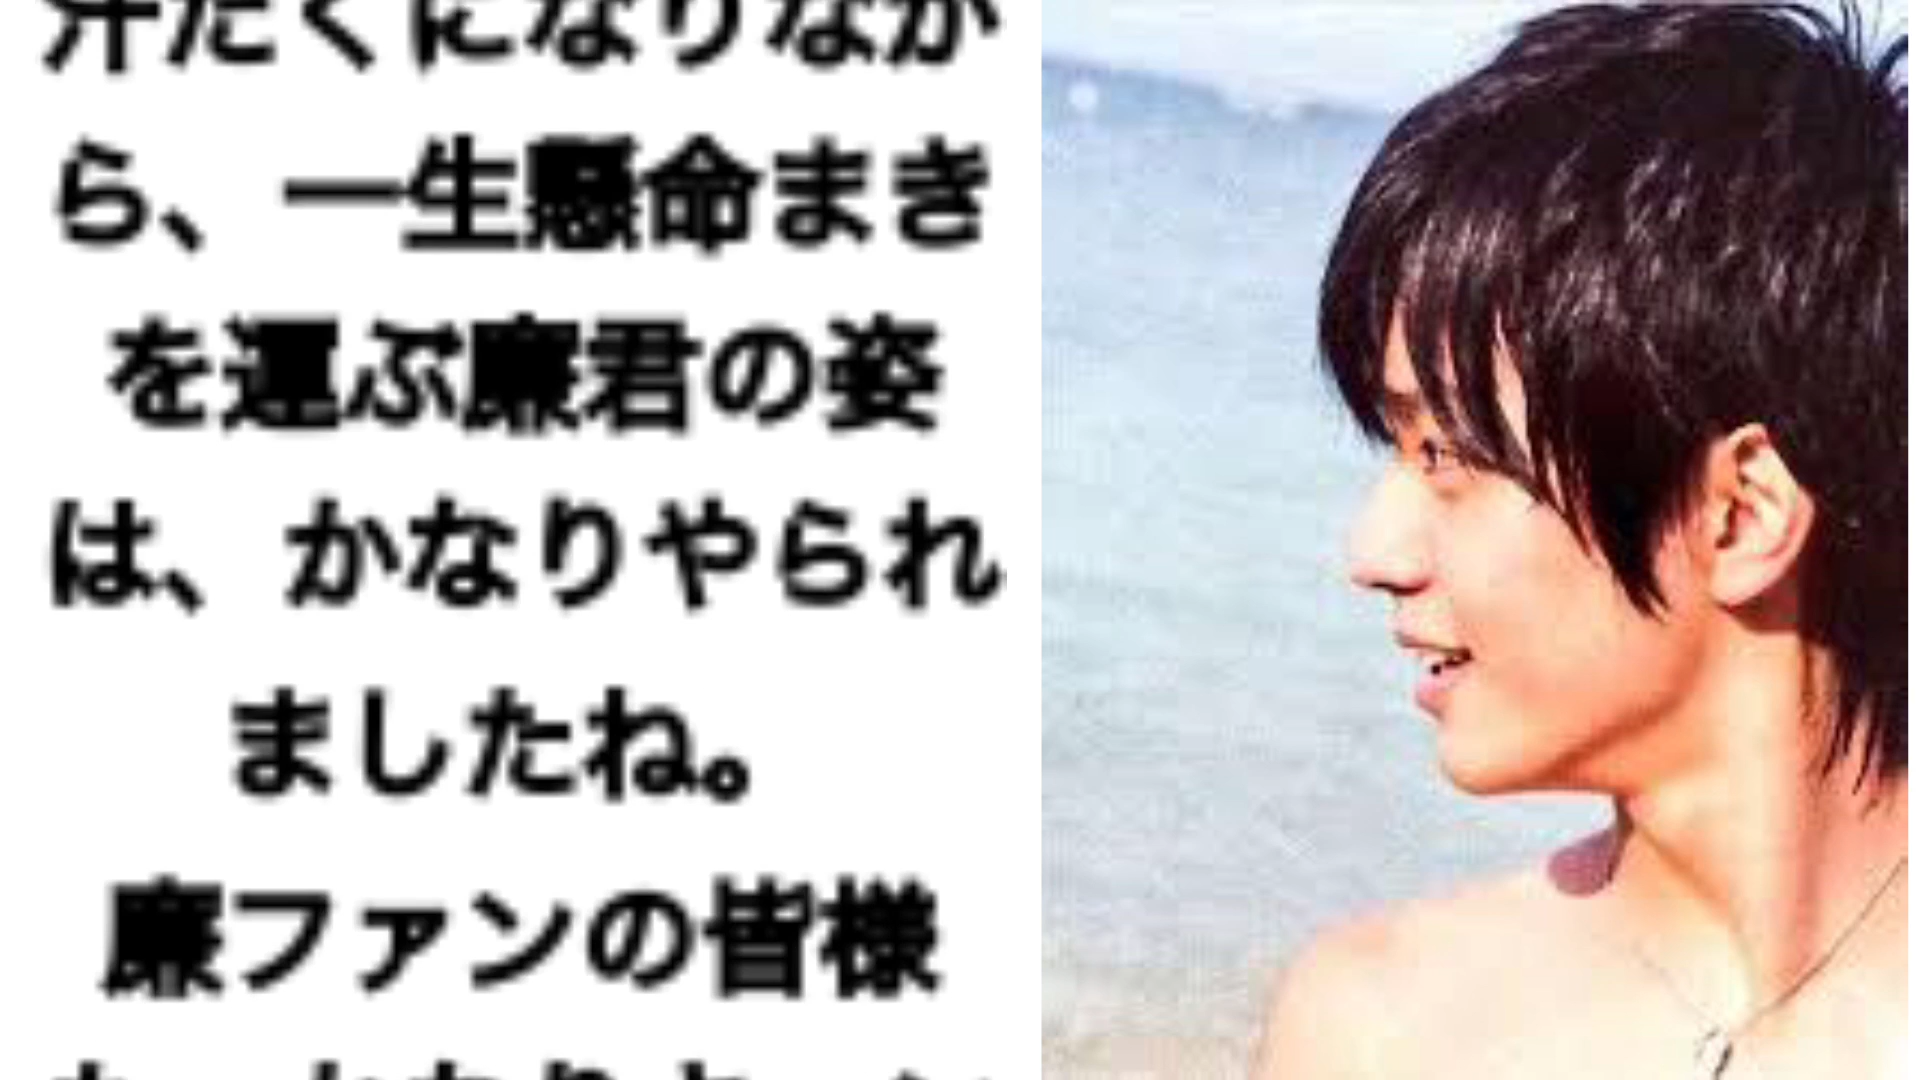 汗だくになりなが
ら、一生懸命まき
を運ぶ廉君の姿
は、かなりやられ
ましたね。
廉ファンの皆様